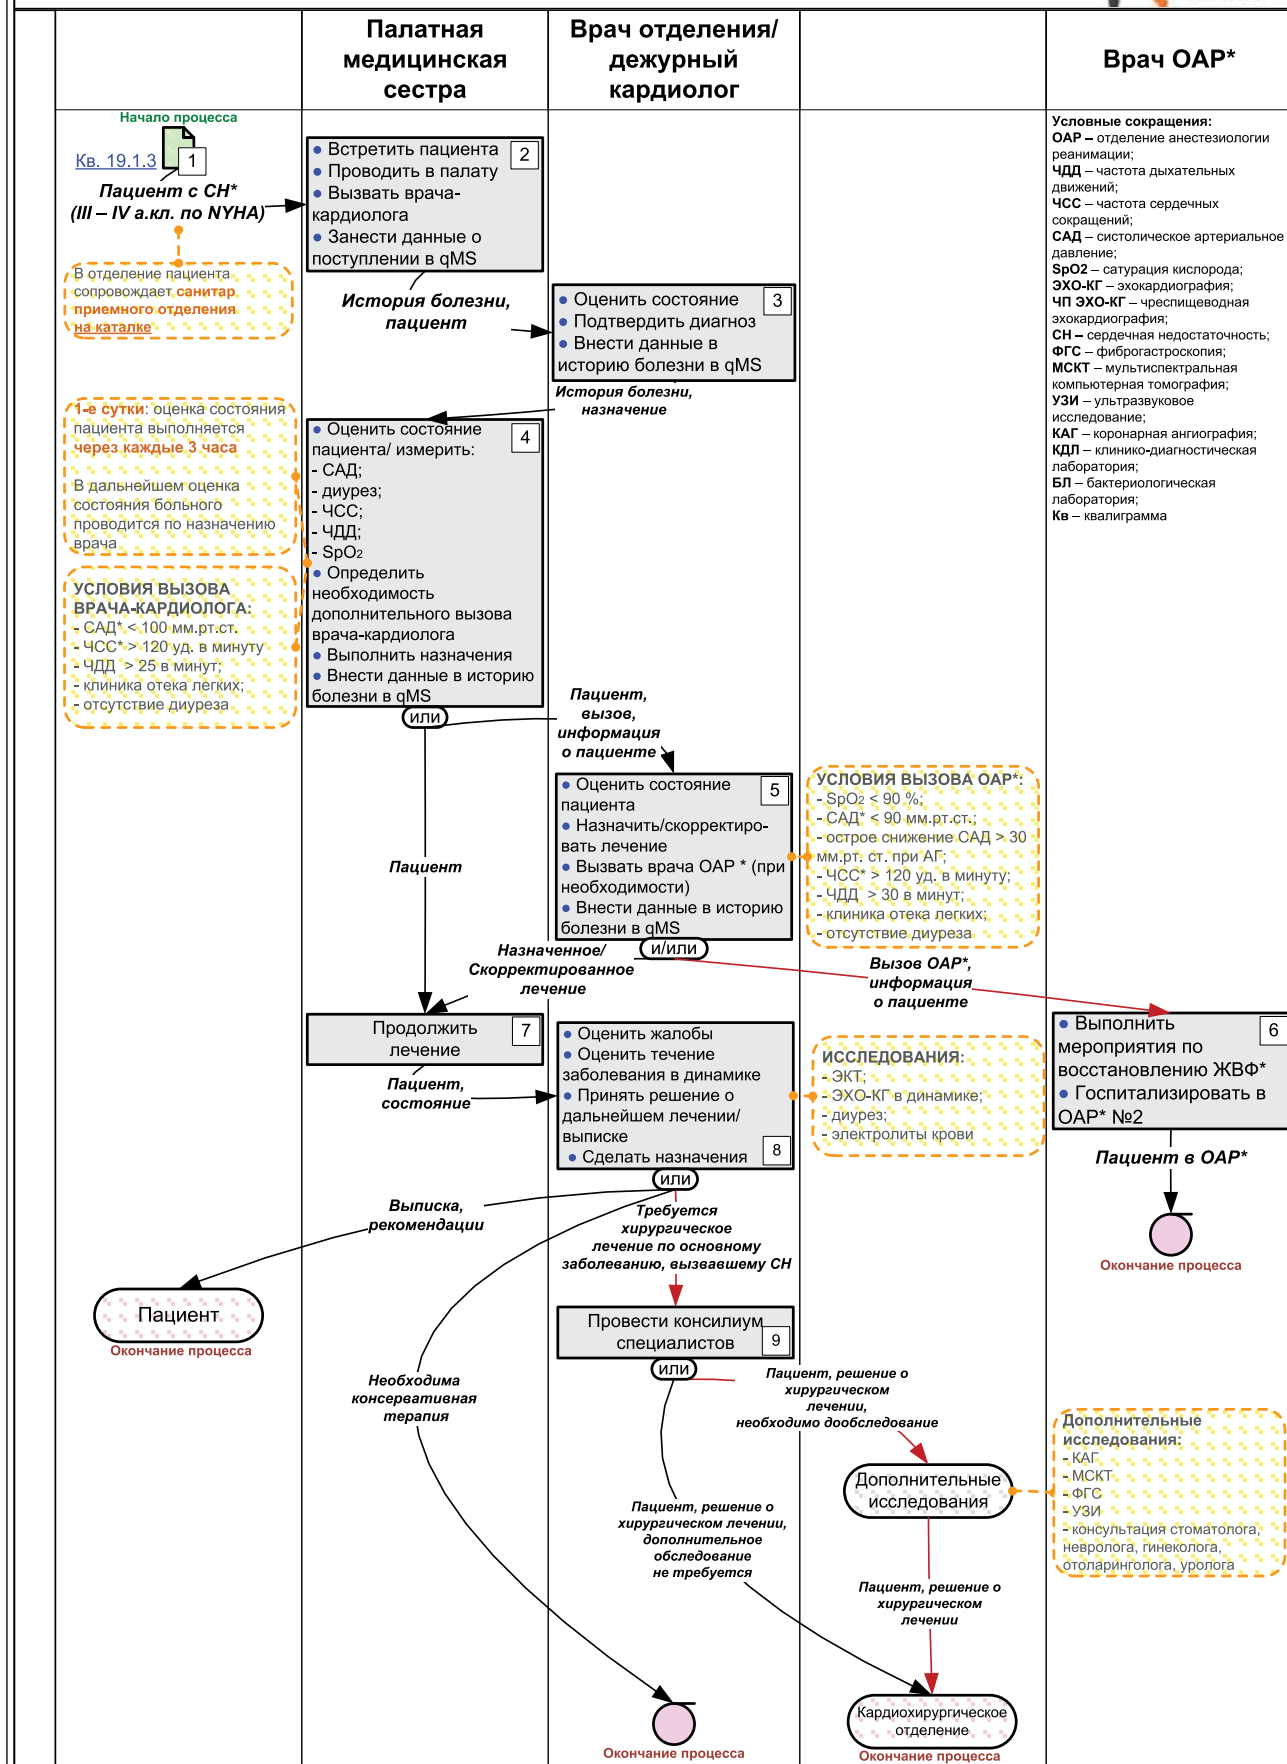 Палатная
медицинская
сестра
Врач отделения/
дежурный
кардиолог
Врач ОАР*
Начало процесса
Кв. 19.1.3
1
Пациент с СН*
(III – IV а.кл. по NYHA)
В отделение пациента
сопровождает санитар
приемного отделения
на каталке
● Встретить пациента
2
● Проводить в палату
● Вызвать врача-
кардиолога
● Занести данные о
поступлении в qMS
История болезни,
пациент
● Оценить состояние
3
● Подтвердить диагноз
● Внести данные в
историю болезни в qMS
История болезни,
назначение
Условные сокращения:
ОАР – отделение анестезиологии
реанимации;
ЧДД – частота дыхательных
движений;
ЧСС – частота сердечных
сокращений;
САД – систолическое артериальное
давление;
SpO2 – сатурация кислорода;
ЭХО-КГ – эхокардиография;
ЧП ЭХО-КГ – чреспищеводная
эхокардиография;
СН – сердечная недостаточность;
ФГС – фиброгастроскопия;
МСКТ – мультиспектральная
компьютерная томография;
УЗИ – ультразвуковое
исследование;
КАГ – коронарная ангиография;
КДЛ – клинико-диагностическая
лаборатория;
БЛ – бактериологическая
лаборатория;
Кв – квалиграмма
1-е сутки: оценка состояния
пациента выполняется
через каждые 3 часа
В дальнейшем оценка
состояния больного
проводится по назначению
врача
УСЛОВИЯ ВЫЗОВА
ВРАЧА-КАРДИОЛОГА:
- САД* < 100 мм.рт.ст.
- ЧСС* > 120 уд. в минуту
- ЧДД > 25 в минут;
- клиника отека легких;
- отсутствие диуреза
● Оценить состояние
4
пациента/ измерить:
- САД;
- диурез;
- ЧСС;
- ЧДД;
- SpO2
● Определить
необходимость
дополнительного вызова
врача-кардиолога
● Выполнить назначения
● Внести данные в историю
болезни в qMS
или
Пациент,
вызов,
информация
о пациенте
Пациент
● Оценить состояние
5
пациента
● Назначить/скорректиро-
вать лечение
● Вызвать врача ОАР * (при
необходимости)
● Внести данные в историю
болезни в qMS
и/или
УСЛОВИЯ ВЫЗОВА ОАР*:
- SpO2 < 90 %;
- САД* < 90 мм.рт.ст.;
- острое снижение САД > 30
мм.рт. ст. при АГ;
- ЧСС* > 120 уд. в минуту;
- ЧДД > 30 в минут;
- клиника отека легких;
- отсутствие диуреза
Назначенное/
Скорректированное
лечение
Вызов ОАР*,
информация
о пациенте
Продолжить
лечение
7
Пациент,
состояние
● Оценить жалобы
● Оценить течение
заболевания в динамике
● Принять решение о
дальнейшем лечении/
выписке
● Сделать назначения
8
или
ИССЛЕДОВАНИЯ:
- ЭКТ;
- ЭХО-КГ в динамике;
- диурез;
- электролиты крови
● Выполнить
6
мероприятия по
восстановлению ЖВФ*
● Госпитализировать в
ОАР* №2
Пациент в ОАР*
Окончание процесса
Выписка,
рекомендации
Требуется
хирургическое
лечение по основному
заболеванию, вызвавшему СН
Пациент
Окончание процесса
Провести консилиум
специалистов
9
или
Необходима
консервативная
терапия
Пациент, решение о
хирургическом
лечении,
необходимо дообследование
Дополнительные
исследования
Дополнительные
исследования:
- КАГ
- МСКТ
- ФГС
- УЗИ
- консультация стоматолога,
невролога, гинеколога,
отоларинголога, уролога
Пациент, решение о
хирургическом лечении,
дополнительное
обследование
не требуется
Пациент, решение о
хирургическом
лечении
Окончание процесса
Кардиохирургическое
отделение
Окончание процесса